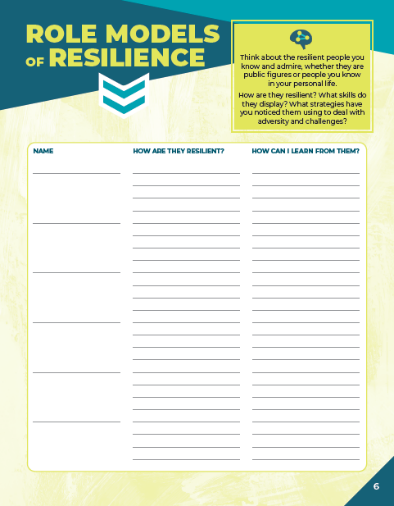 ROLE MODELS
OF RESILIENCE
Think about the resilient people you
know and admire, whether they are
public figures or people you know
in your personal life.
How are they resilient? What skills do
they display? What strategies have
you noticed them using to deal with
adversity and challenges?
NAME HOW ARE THEY RESILIENT? HOW CAN I LEARN FROM THEM?
6